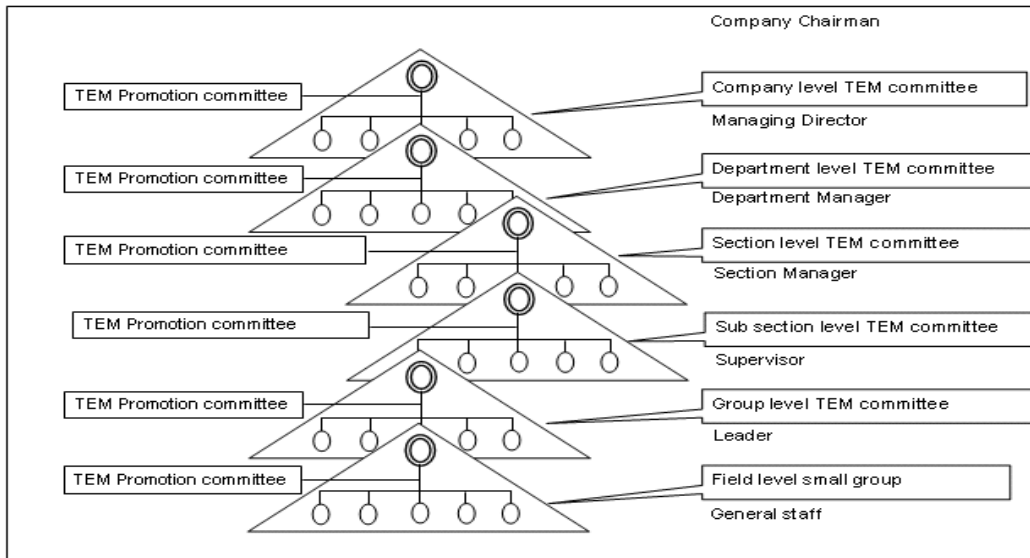 Company Chairman
TEM Promotion committee
Company level TEM committee
Managing Director
TEM Promotion committee
Department level TEM committee
Department Manager
TEM Promotion committee
Section level TEM committee
Section Manager
TEM Promotion committee
Sub section level TEM committee
Supervisor
TEM Promotion committee
Group level TEM committee
Leader
TEM Promotion committee
Field level small group
General staff